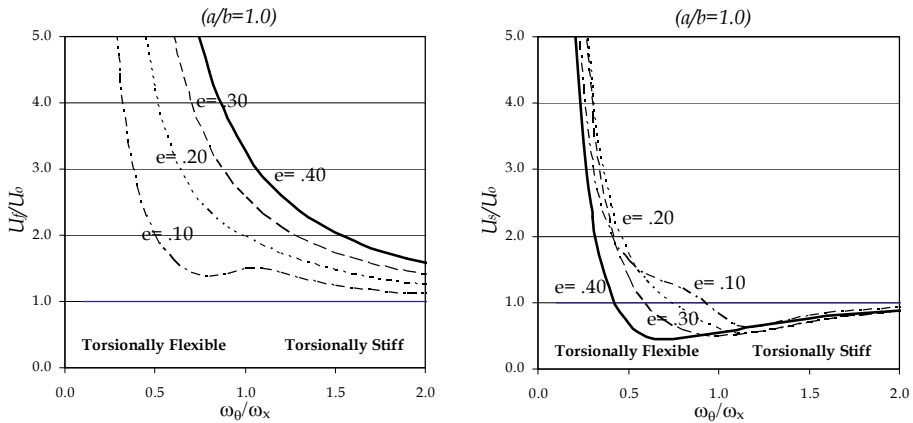 (a/b=1.0)
Uf/Uo
5.0
4.0
3.0
2.0
1.0
0.0
e= .30
e= .20
e= .40
e= .10
Torsionally Flexible
Torsionally Stiff
0.0 0.5 1.0 1.5 2.0
ωθ/ωx
(a/b=1.0)
Us/Uo
5.0
4.0
3.0
2.0
1.0
0.0
e= .20
e= .40
e= .10
e= .30
Torsionally Flexible
Torsionally Stiff
0.0 0.5 1.0 1.5 2.0
ωθ/ωx